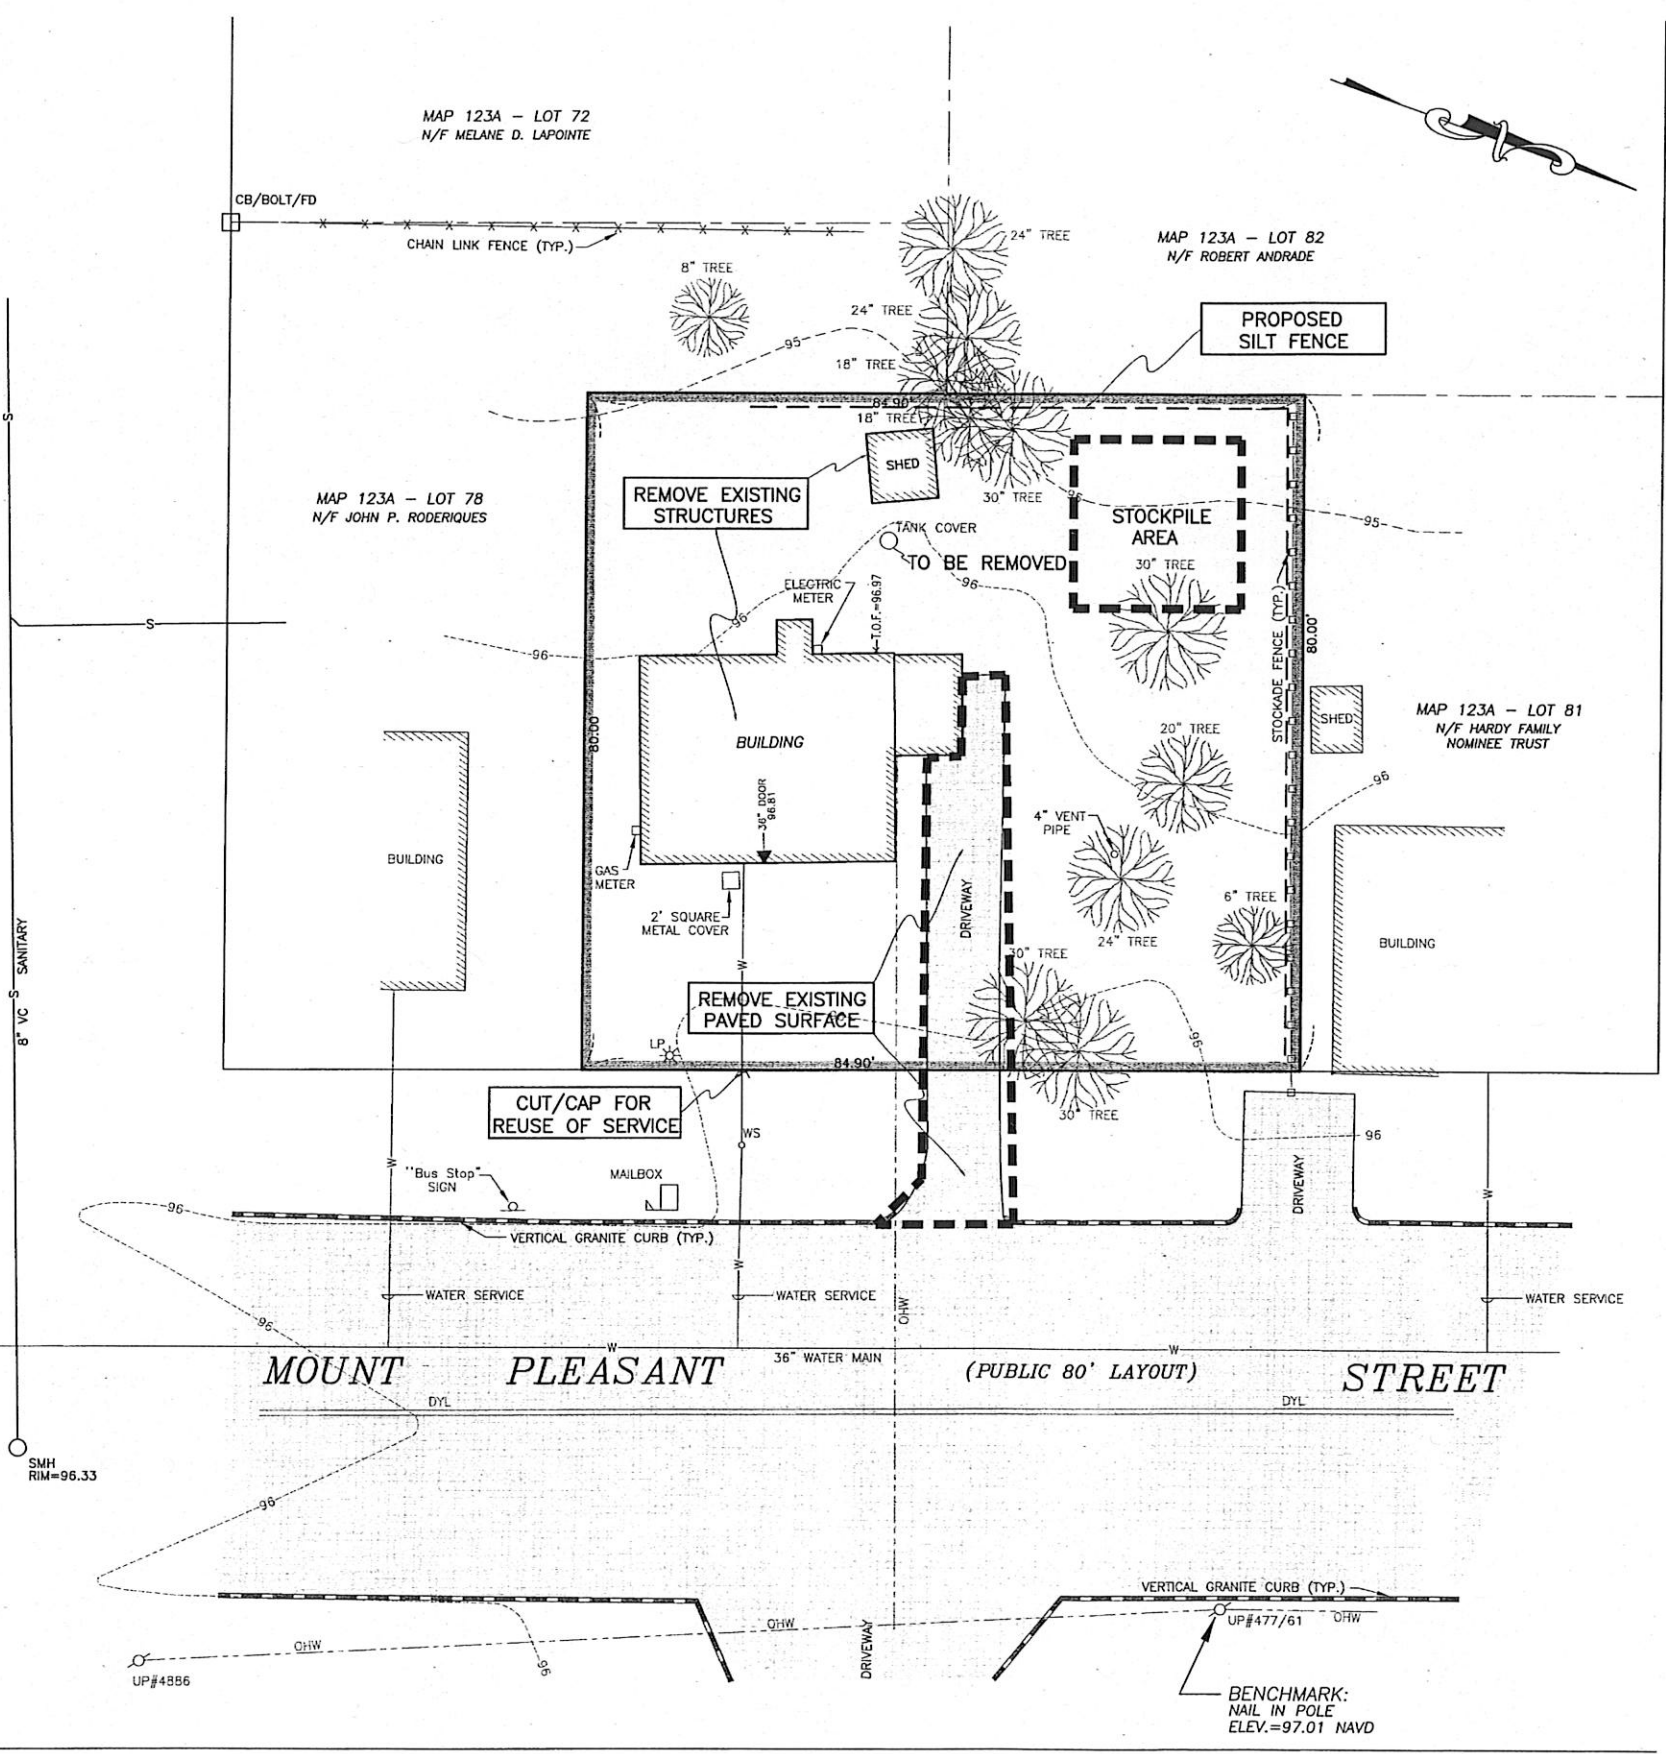 MAP 123A – LOT 72
N/F MELANE D. LAPOINTE
CB/BOLT/FD
CHAIN LINK FENCE (TYP.)
8" TREE
24" TREE
MAP 123A – LOT 82
N/F ROBERT ANDRADE
24" TREE
PROPOSED
SILT FENCE
95
18" TREE
84.90'
18" TREE
SHED
30" TREE
96
MAP 123A – LOT 78
N/F JOHN P. RODERIQUES
REMOVE EXISTING
STRUCTURES
STOCKPILE
AREA
95
TANK COVER
TO BE REMOVED
30" TREE
ELECTRIC
METER
96
T.O.F.=96.97
96
96
S
S
STOCKADE FENCE (TYP.)
80.00'
80.00'
SHED
MAP 123A – LOT 81
N/F HARDY FAMILY
NOMINEE TRUST
BUILDING
20" TREE
96
36" DOOR
96.81
4" VENT
PIPE
BUILDING
GAS
METER
DRIVEWAY
6" TREE
2' SQUARE
METAL COVER
24" TREE
BUILDING
8" VC S SANITARY
W
30" TREE
REMOVE EXISTING
PAVED SURFACE
96
LP
84.90'
CUT/CAP FOR
REUSE OF SERVICE
30" TREE
WS
96
W
"Bus Stop"
SIGN
MAILBOX
DRIVEWAY
W
96
VERTICAL GRANITE CURB (TYP.)
W
WATER SERVICE
WATER SERVICE
OHW
WATER SERVICE
96
W
36" WATER MAIN
W
MOUNT PLEASANT (PUBLIC 80' LAYOUT) STREET
DYL
DYL
SMH
RIM=96.33
96
VERTICAL GRANITE CURB (TYP.)
OHW
OHW
DRIVEWAY
UP#477/61
OHW
96
UP#4886
BENCHMARK:
NAIL IN POLE
ELEV.=97.01 NAVD